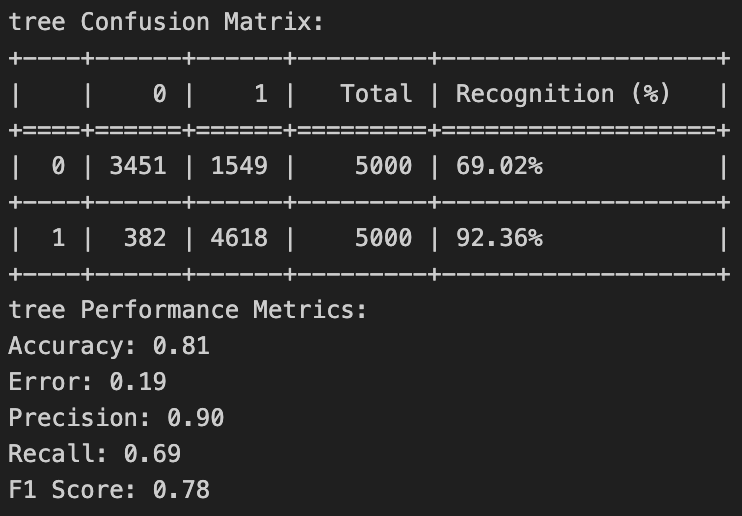 tree Confusion Matrix:
+----+------+------+---------+-------------------+
|    |    0 |    1 |   Total | Recognition (%)   |
+====+======+======+=========+===================+
|  0 | 3451 | 1549 |    5000 | 69.02%            |
+----+------+------+---------+-------------------+
|  1 |  382 | 4618 |    5000 | 92.36%            |
+----+------+------+---------+-------------------+
tree Performance Metrics:
Accuracy: 0.81
Error: 0.19
Precision: 0.90
Recall: 0.69
F1 Score: 0.78